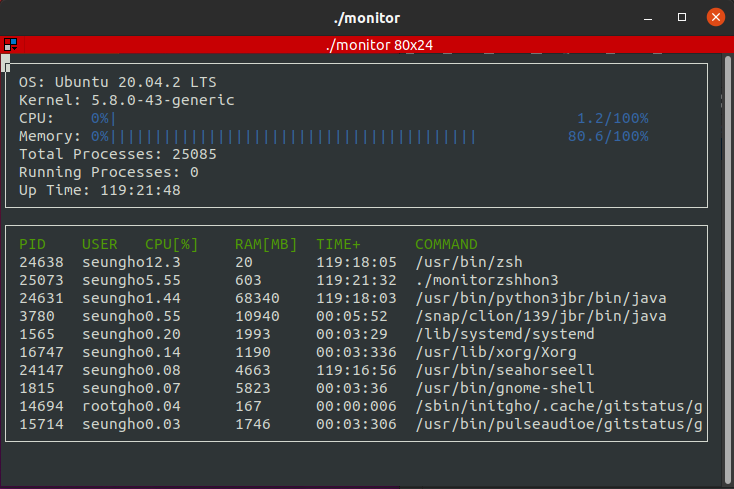 ./monitor
./monitor 80x24
OS: Ubuntu 20.04.2 LTS
Kernel: 5.8.0-43-generic
CPU: 0%| 1.2/100%
Memory: 0%||||||||||||||||||||||||||||||||||||||||| 80.6/100%
Total Processes: 25085
Running Processes: 0
Up Time: 119:21:48
PID USER CPU[%] RAM[MB] TIME+ COMMAND
24638 seungho12.3 20 119:18:05 /usr/bin/zsh
25073 seungho5.55 603 119:21:32 ./monitorzshhon3
24631 seungho1.44 68340 119:18:03 /usr/bin/python3jbr/bin/java
3780 seungho0.55 10940 00:05:52 /snap/clion/139/jbr/bin/java
1565 seungho0.20 1993 00:03:29 /lib/systemd/systemd
16747 seungho0.14 1190 00:03:336 /usr/lib/xorg/Xorg
24147 seungho0.08 4663 119:16:56 /usr/bin/seahorseell
1815 seungho0.07 5823 00:03:36 /usr/bin/gnome-shell
14694 rootgho0.04 167 00:00:006 /sbin/initgho/.cache/gitstatus/g
15714 seungho0.03 1746 00:03:306 /usr/bin/pulseaudioe/gitstatus/g